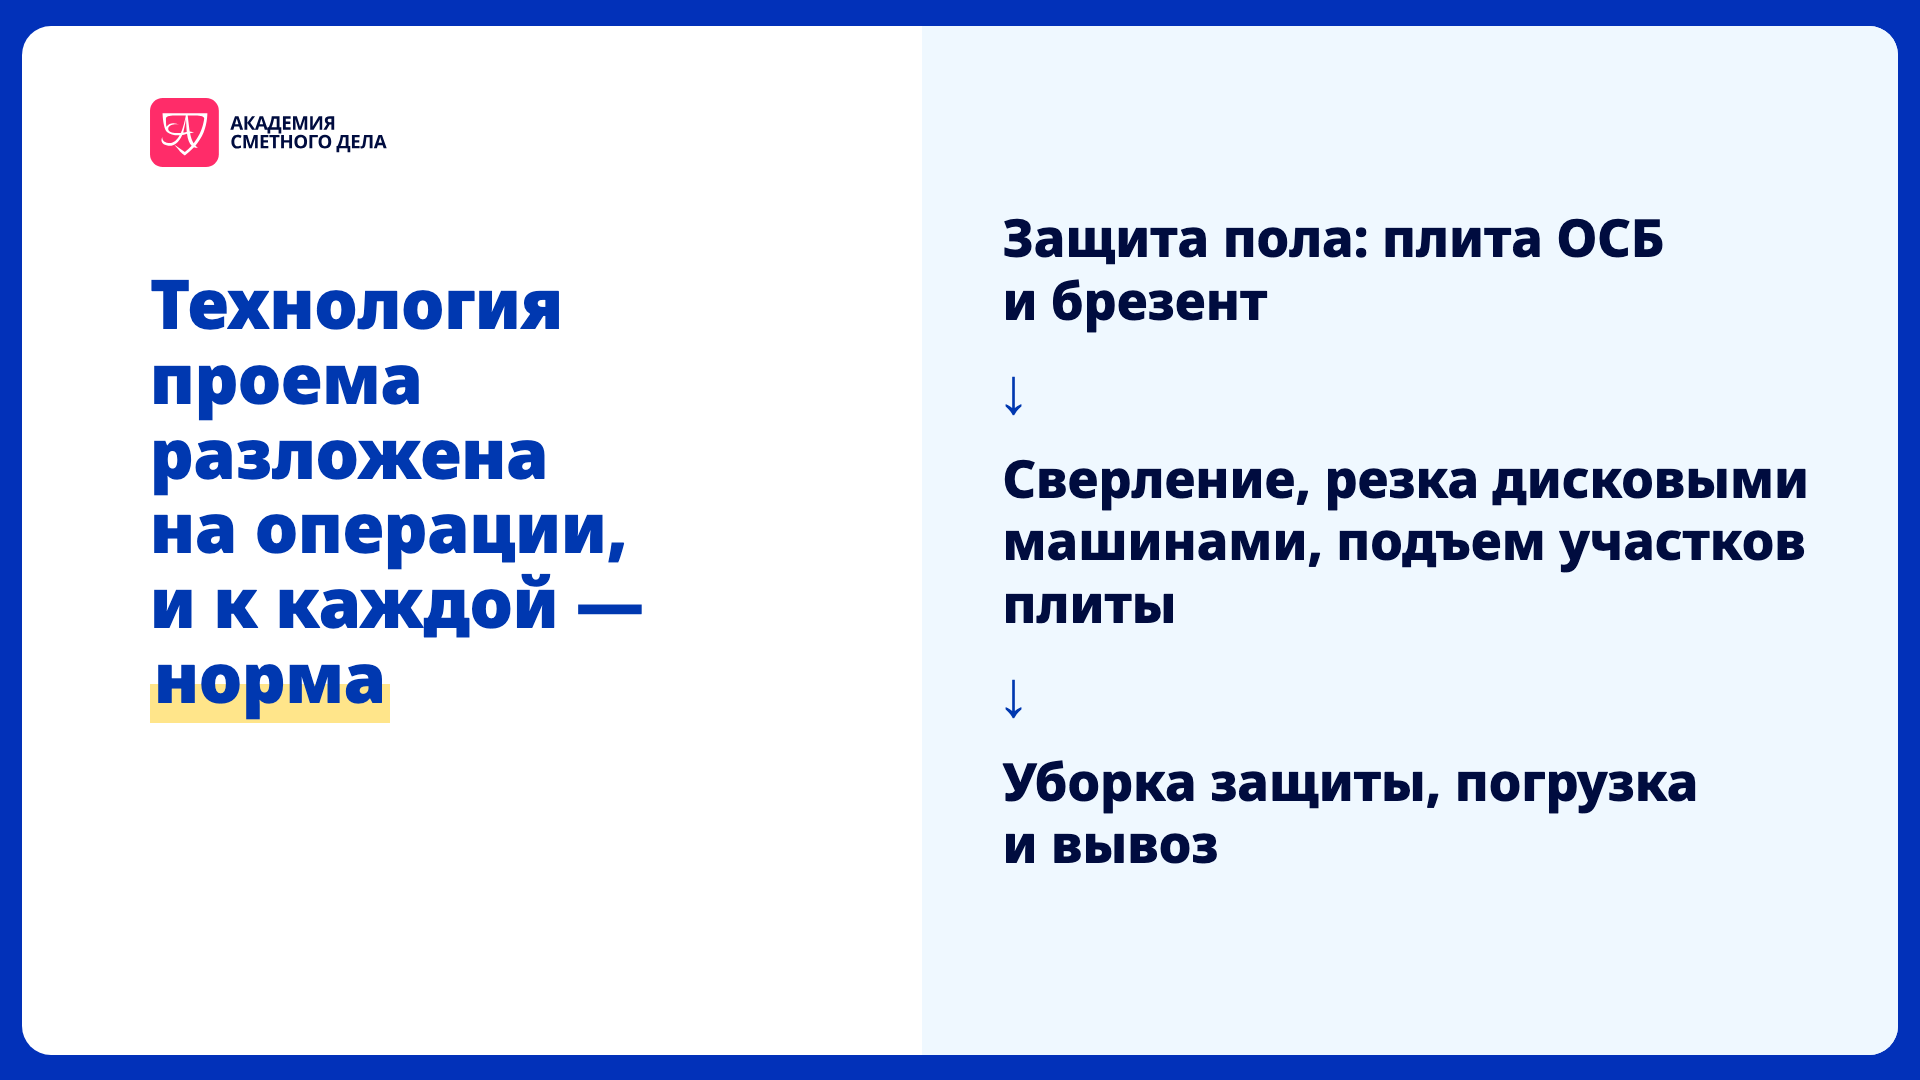 АКАДЕМИЯ
СМЕТНОГО ДЕЛА
Технология
проема
разложена
на операции,
и к каждой —
норма
Защита пола: плита ОСБ
и брезент
↓
Сверление, резка дисковыми
машинами, подъем участков
плиты
↓
Уборка защиты, погрузка
и вывоз